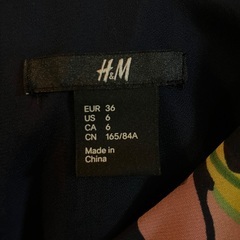 H&M
EUR 36
US 6
CA 6
CN 165/84A
Made in
China